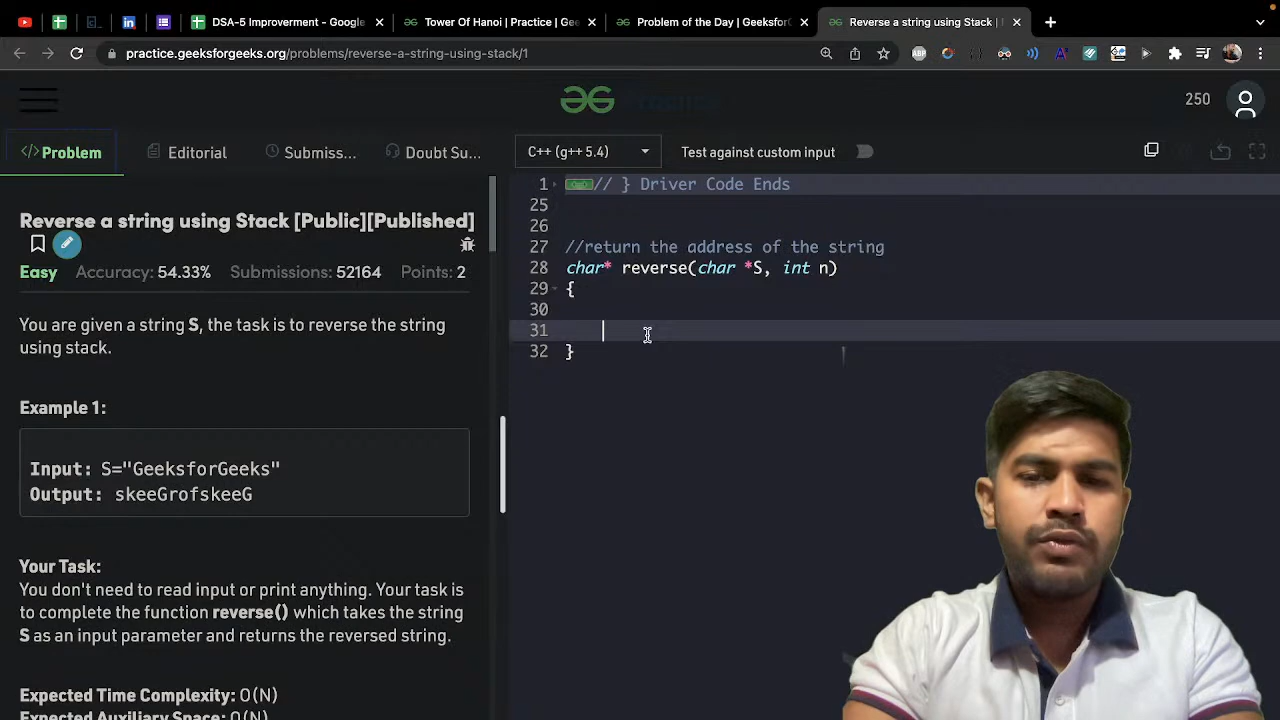 DSA-5 Improverment - Google
Tower Of Hanoi | Practice | Gee
Problem of the Day | GeeksforG
Reverse a string using Stack |
practice.geeksforgeeks.org/problems/reverse-a-string-using-stack/1
250
</>Problem
Editorial
Submiss...
Doubt Su...
C++ (g++ 5.4)
Test against custom input
Reverse a string using Stack [Public][Published]
Easy Accuracy: 54.33% Submissions: 52164 Points: 2
You are given a string S, the task is to reverse the string
using stack.
Example 1:
Input: S="GeeksforGeeks"
Output: skeeGrofskeeG
Your Task:
You don't need to read input or print anything. Your task is
to complete the function reverse() which takes the string
S as an input parameter and returns the reversed string.
Expected Time Complexity: O(N)
Expected Auxiliary Space: O(N)
1 // } Driver Code Ends
25
26
27 //return the address of the string
28 char* reverse(char *S, int n)
29 {
30
31
32 }